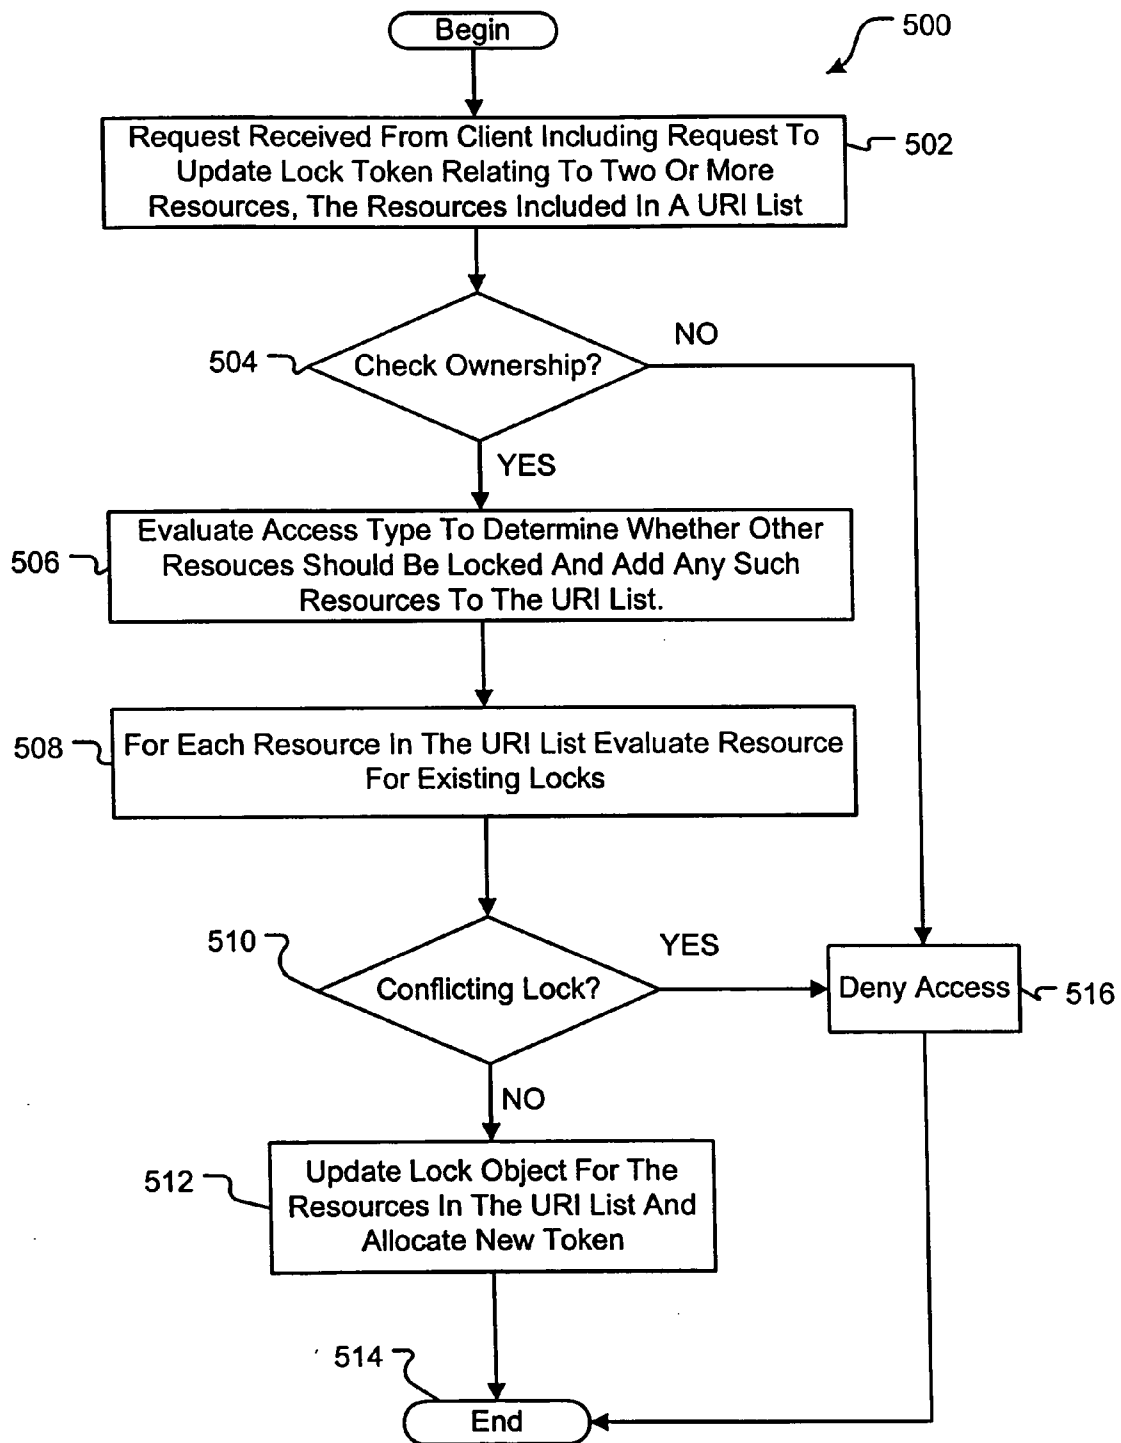 Begin
500
Request Received From Client Including Request To
Update Lock Token Relating To Two Or More
Resources, The Resources Included In A URI List
502
504
Check Ownership?
NO
YES
506
Evaluate Access Type To Determine Whether Other
Resouces Should Be Locked And Add Any Such
Resources To The URI List.
508
For Each Resource In The URI List Evaluate Resource
For Existing Locks
510
Conflicting Lock?
YES
Deny Access
516
NO
512
Update Lock Object For The
Resources In The URI List And
Allocate New Token
514
End